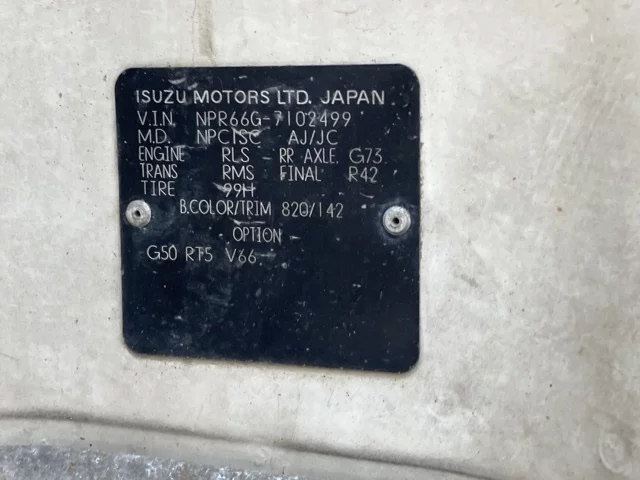 ISUZU MOTORS LTD. JAPAN
V.I.N. NPR66G-7102499
M.D. NPC1SC AJ/JC
ENGINE RLS RR AXLE. G73
TRANS RMS FINAL R42
TIRE 99H
B.COLOR/TRIM 820/142
OPTION
G50 RT5 V66